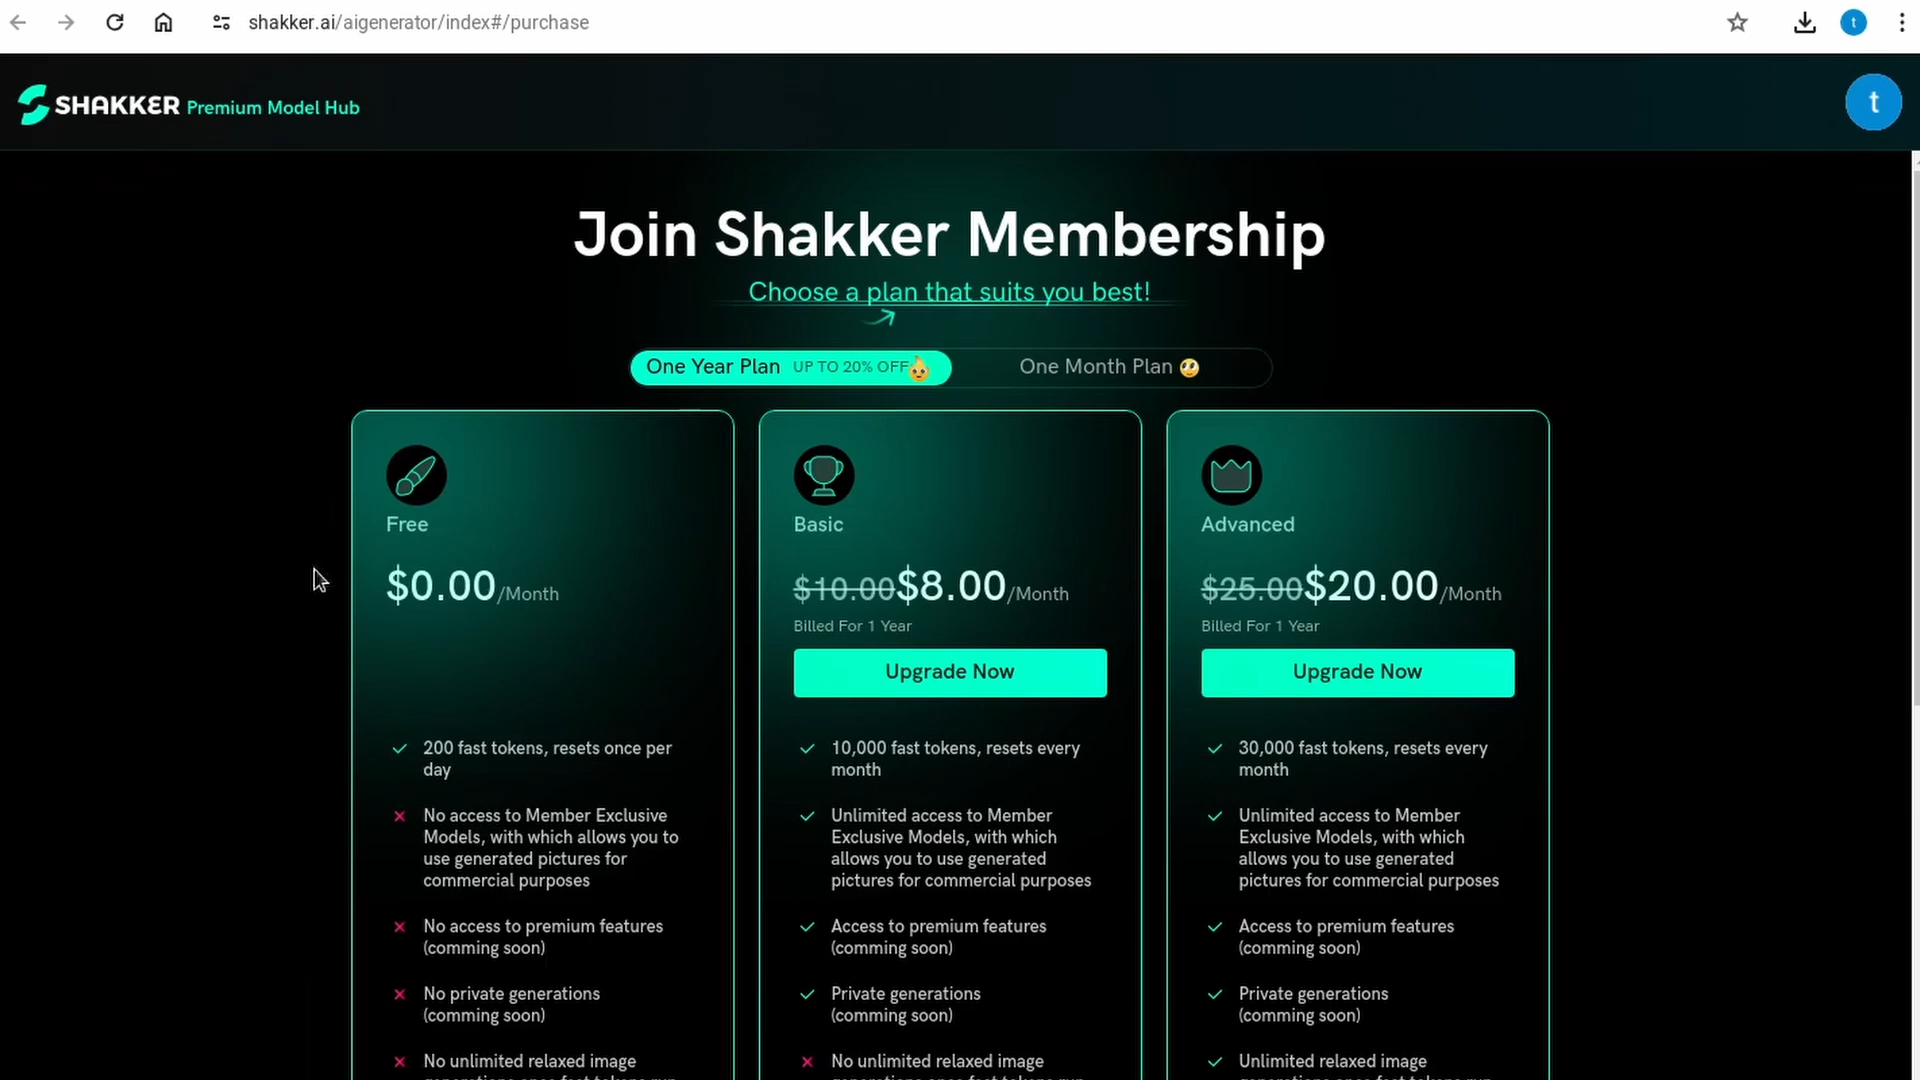 shakker.ai/aigenerator/index#/purchase
t
SHAKKER Premium Model Hub
t
Join Shakker Membership
Choose a plan that suits you best!
One Year Plan UP TO 20% OFF
One Month Plan
Free
$0.00/Month
200 fast tokens, resets once per
day
No access to Member Exclusive
Models, with which allows you to
use generated pictures for
commercial purposes
No access to premium features
(comming soon)
No private generations
(comming soon)
No unlimited relaxed image
Basic
$10.00$8.00/Month
Billed For 1 Year
Upgrade Now
10,000 fast tokens, resets every
month
Unlimited access to Member
Exclusive Models, with which
allows you to use generated
pictures for commercial purposes
Access to premium features
(comming soon)
Private generations
(comming soon)
No unlimited relaxed image
Advanced
$25.00$20.00/Month
Billed For 1 Year
Upgrade Now
30,000 fast tokens, resets every
month
Unlimited access to Member
Exclusive Models, with which
allows you to use generated
pictures for commercial purposes
Access to premium features
(comming soon)
Private generations
(comming soon)
Unlimited relaxed image